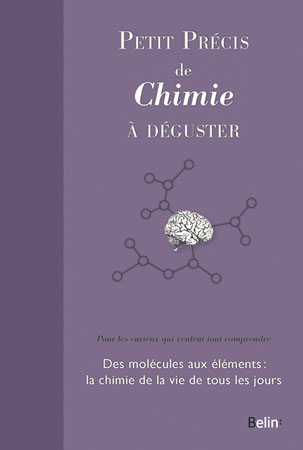 Petit Précis
de
Chimie
à déguster
Pour les curieux qui veulent tout comprendre
Des molécules aux éléments :
la chimie de la vie de tous les jours
Belin: